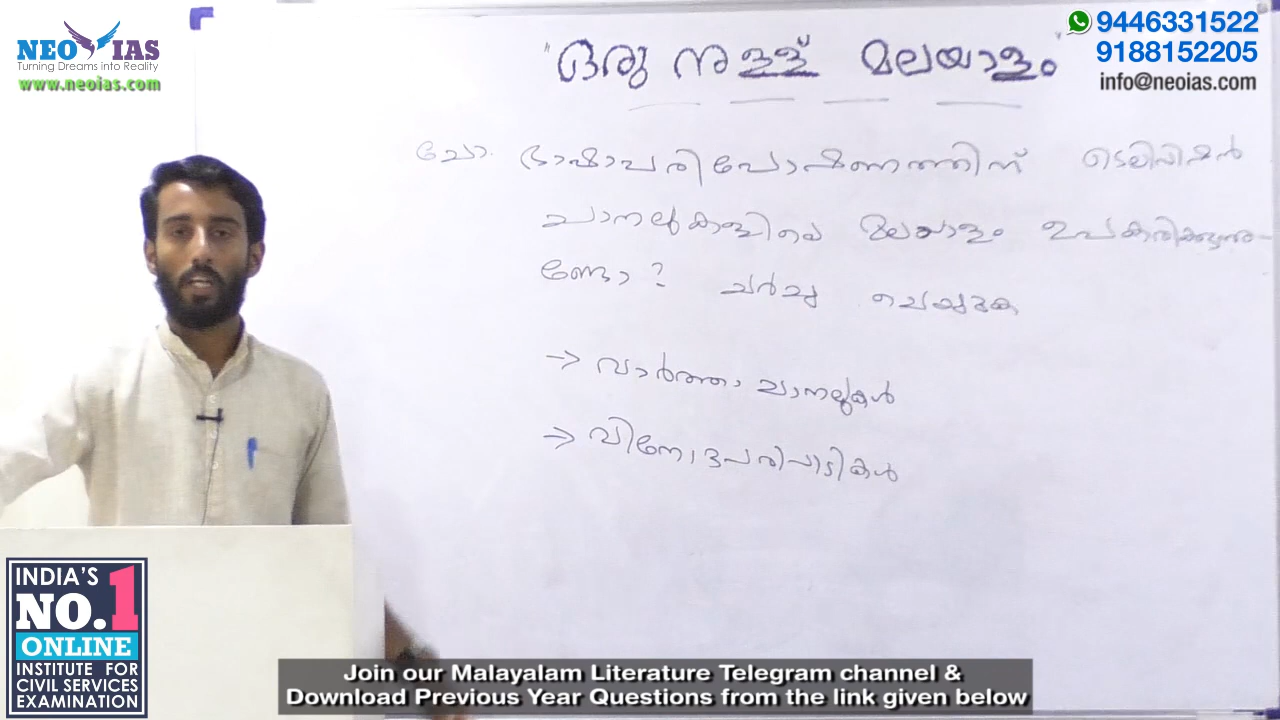 NEO IAS
Turning Dreams into Reality
www.neoias.com
9446331522
9188152205
info@neoias.com
"ഒരു നുള്ള് മലയാളം"
ചോ. ഭാഷാപരിപോഷണത്തിന് ടെലിവിഷൻ
ചാനലുകളിലെ മലയാളം ഉപകരിക്കുന്നു-
ണ്ടോ? ചർച്ച ചെയ്യുക
→ വാർത്താ ചാനലുകൾ
→ വിനോദപരിപാടികൾ
INDIA'S
NO.1
ONLINE
INSTITUTE FOR
CIVIL SERVICES
EXAMINATION
Join our Malayalam Literature Telegram channel &
Download Previous Year Questions from the link given below